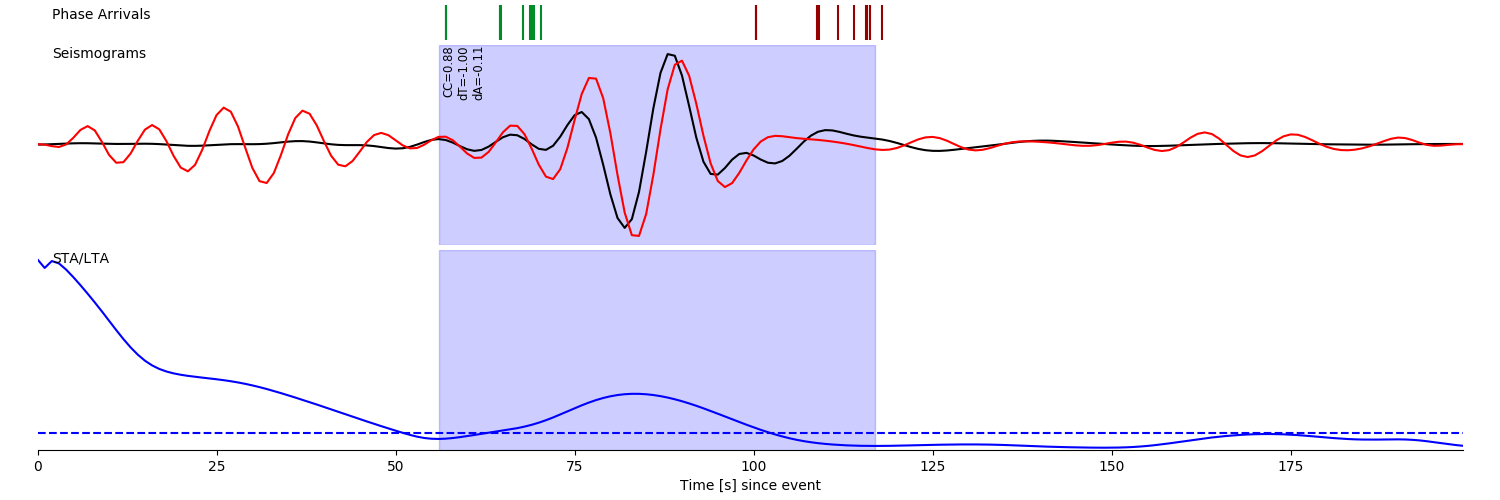 Phase Arrivals
Seismograms
CC=0.88
dT=-1.00
dA=-0.11
STA/LTA
0 25 50 75 100 125 150 175
Time [s] since event